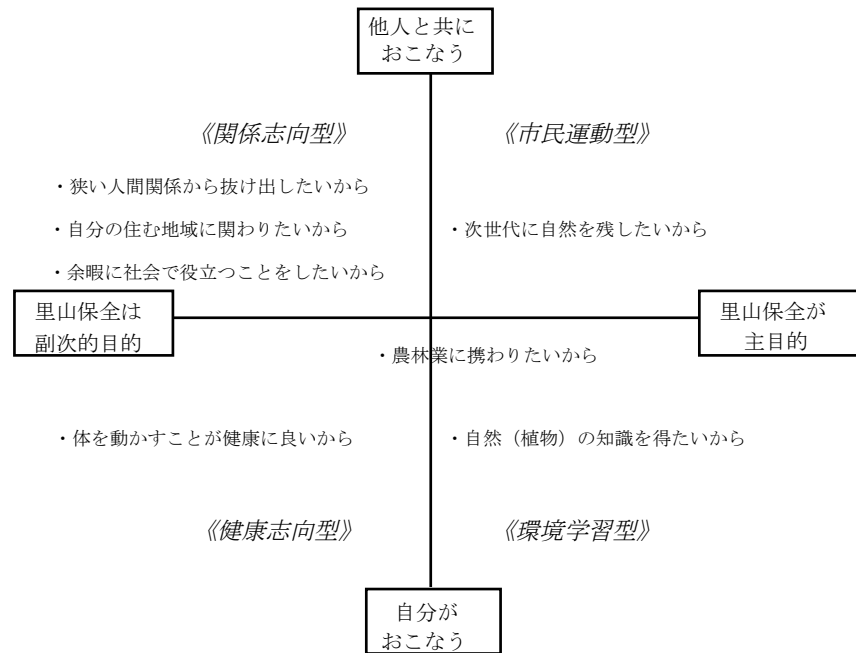 他人と共に
おこなう
《関係志向型》
《市民運動型》
・狭い人間関係から抜け出したいから
・自分の住む地域に関わりたいから
・次世代に自然を残したいから
・余暇に社会で役立つことをしたいから
里山保全は
副次的目的
里山保全が
主目的
・農林業に携わりたいから
・体を動かすことが健康に良いから
・自然（植物）の知識を得たいから
《健康志向型》
《環境学習型》
自分が
おこなう